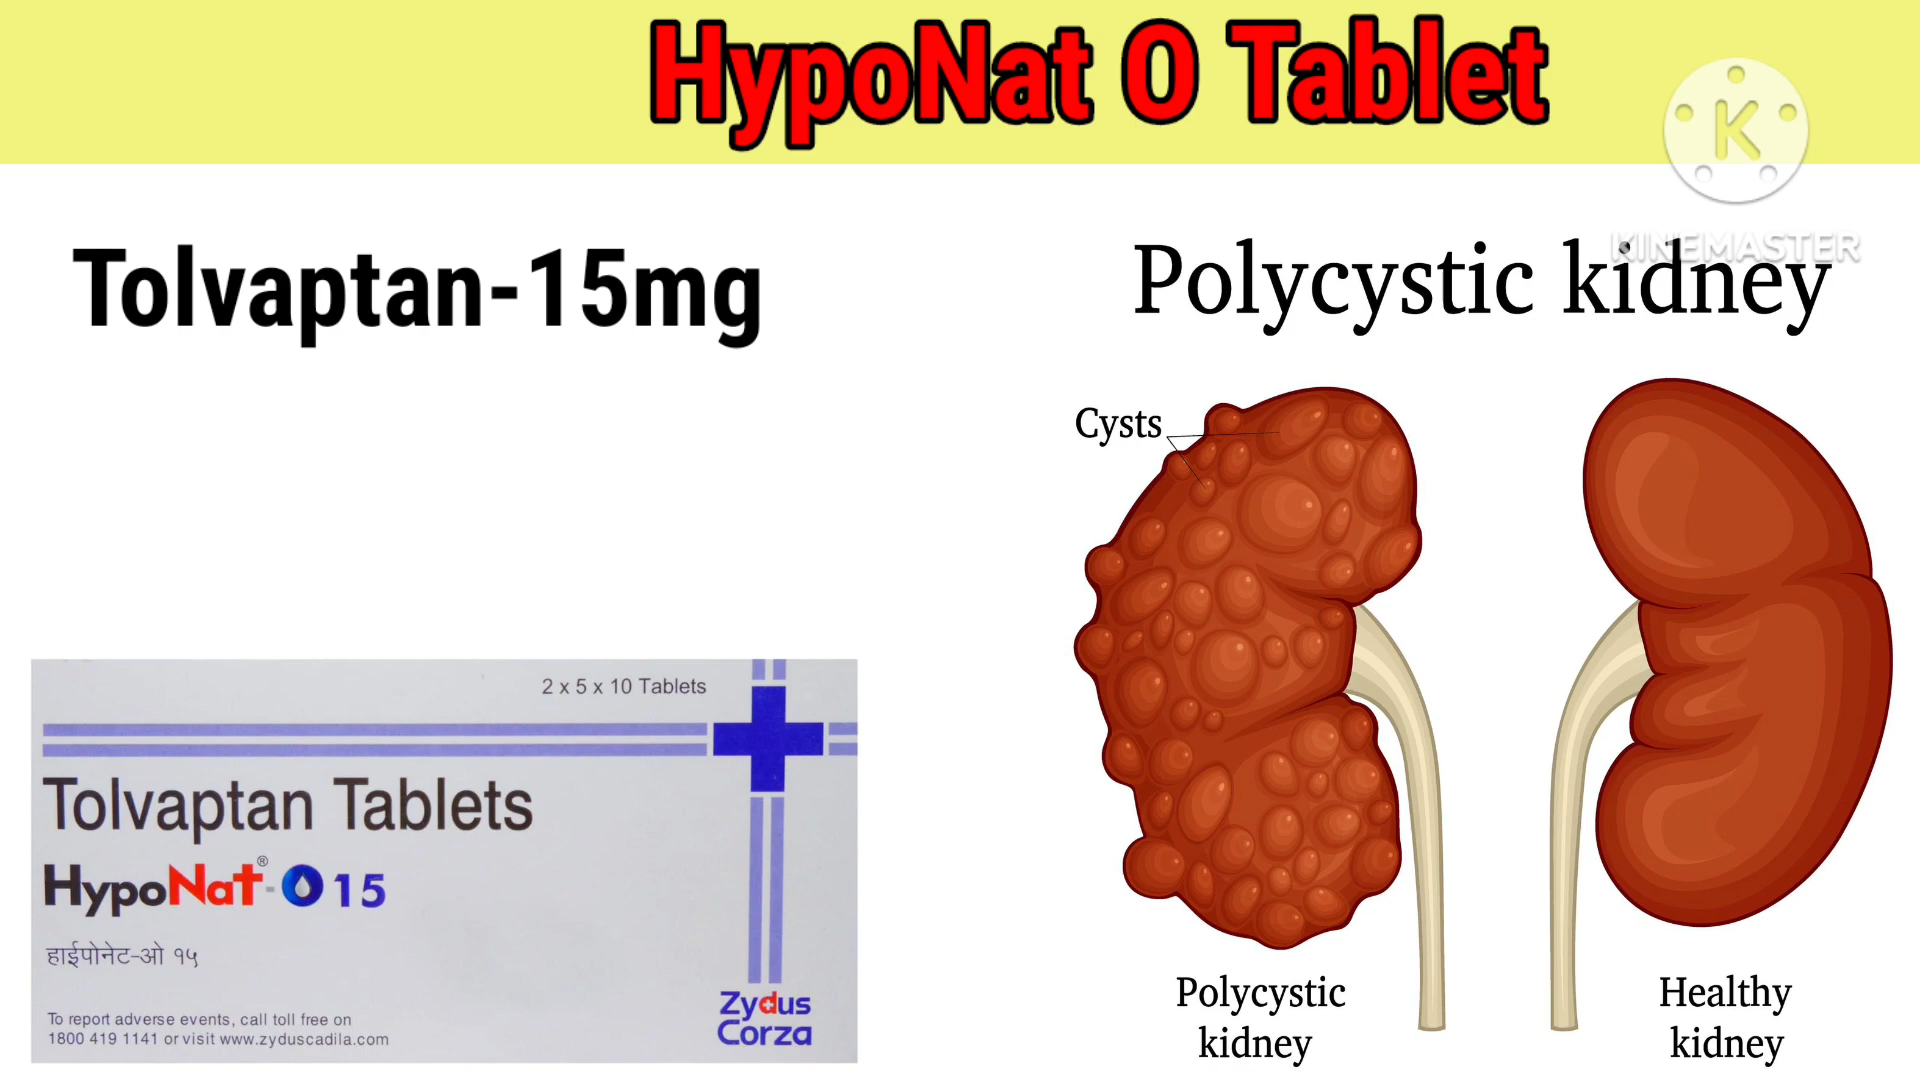 HypoNat O Tablet
K
KINEMASTER
Tolvaptan-15mg
Polycystic kidney
Cysts
2 x 5 x 10 Tablets
Tolvaptan Tablets
HypoNat®-O 15
हाईपोनेट-ओ १५
To report adverse events, call toll free on
1800 419 1141 or visit www.zyduscadila.com
Zydus
Corza
Polycystic
kidney
Healthy
kidney